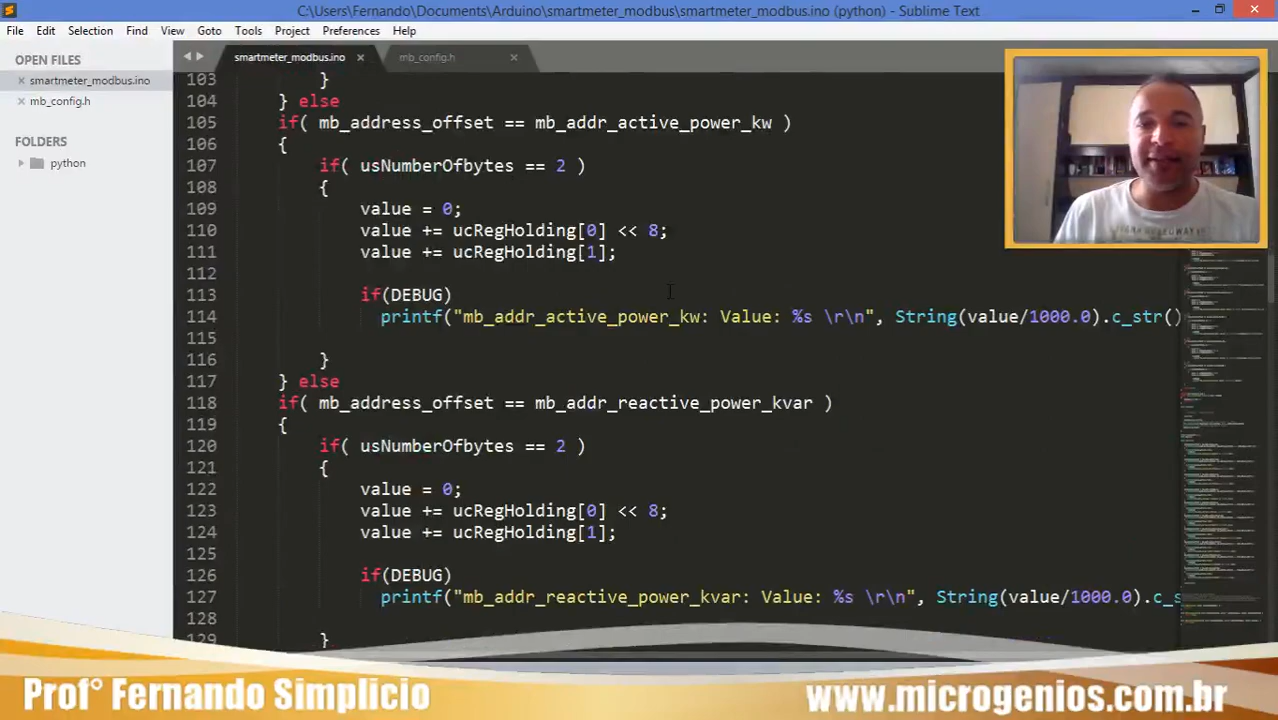 C:\Users\Fernando\Documents\Arduino\smartmeter_modbus\smartmeter_modbus.ino (python) - Sublime Text
File Edit Selection Find View Goto Tools Project Preferences Help
OPEN FILES
smartmeter_modbus.ino
mb_config.h
FOLDERS
python
smartmeter_modbus.ino mb_config.h
103 }
104 } else
105 if( mb_address_offset == mb_addr_active_power_kw )
106 {
107 if( usNumberOfbytes == 2 )
108 {
109 value = 0;
110 value += ucRegHolding[0] << 8;
111 value += ucRegHolding[1];
112
113 if(DEBUG)
114 printf("mb_addr_active_power_kw: Value: %s \r\n", String(value/1000.0).c_str()
115
116 }
117 } else
118 if( mb_address_offset == mb_addr_reactive_power_kvar )
119 {
120 if( usNumberOfbytes == 2 )
121 {
122 value = 0;
123 value += ucRegHolding[0] << 8;
124 value += ucRegHolding[1];
125
126 if(DEBUG)
127 printf("mb_addr_reactive_power_kvar: Value: %s \r\n", String(value/1000.0).c_s
128
129 }
Prof° Fernando Simplicio
www.microgenios.com.br